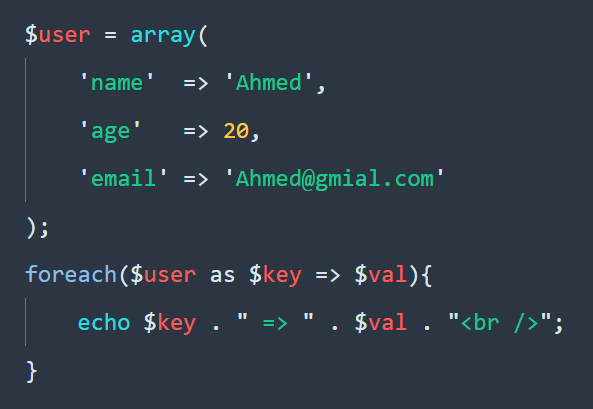 $user = array(
    'name'  => 'Ahmed',
    'age'   => 20,
    'email' => 'Ahmed@gmial.com'
);
foreach($user as $key => $val){
    echo $key . " => " . $val . "<br />";
}